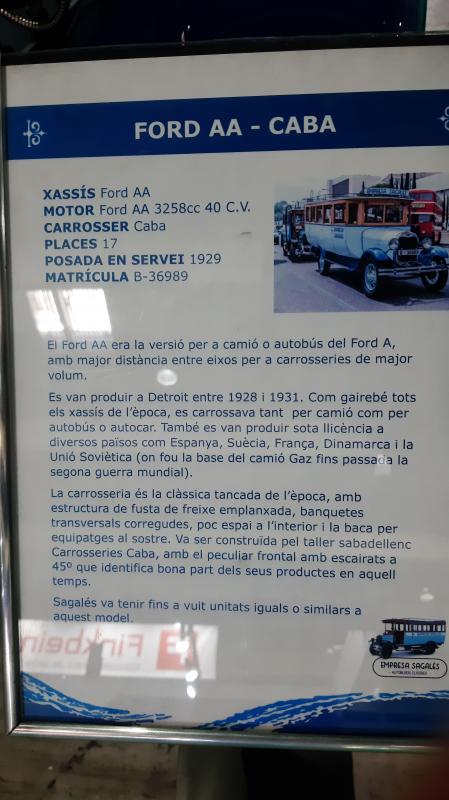 FORD AA - CABA
XASSÍS Ford AA
MOTOR Ford AA 3258cc 40 C.V.
CARROSSER Caba
PLACES 17
POSADA EN SERVEI 1929
MATRÍCULA B-36989
EMPRESA SAGALÉS
El Ford AA era la versió per a camió o autobús del Ford A,
amb major distància entre eixos per a carrosseries de major
volum.
Es van produir a Detroit entre 1928 i 1931. Com gairebé tots
els xassís de l'època, es carrossava tant per camió com per
autobús o autocar. També es van produir sota llicència a
diversos països com Espanya, Suècia, França, Dinamarca i la
Unió Soviètica (on fou la base del camió Gaz fins passada la
segona guerra mundial).
La carrosseria és la clàssica tancada de l'època, amb
estructura de fusta de freixe emplanxada, banquetes
transversals corregudes, poc espai a l'interior i la baca per
equipatges al sostre. Va ser construïda pel taller sabadellenc
Carrosseries Caba, amb el peculiar frontal amb escairats a
45º que identifica bona part dels seus productes en aquell
temps.
Sagalés va tenir fins a vuit unitats iguals o similars a
aquest model.
Finkbein
EMPRESA SAGALÉS
AUTOBUSOS CLÀSSICS